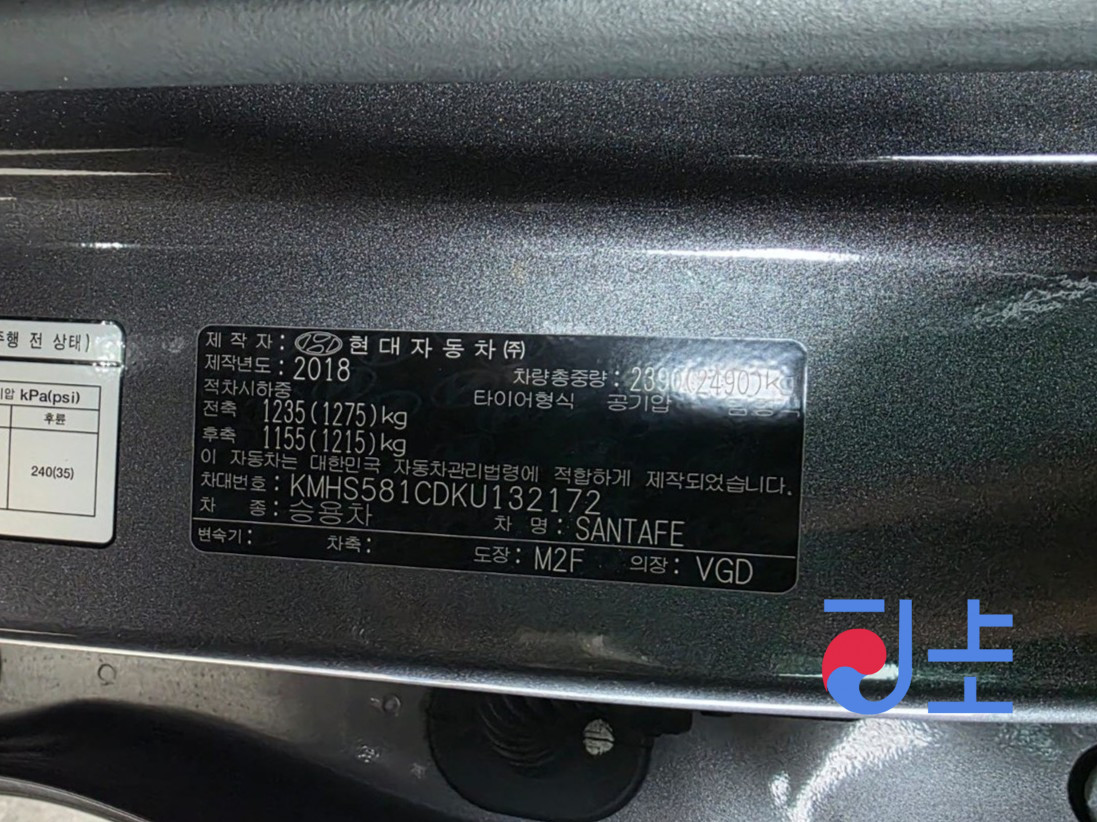 주행 전 상태)
kPa(psi)
후륜
240(35)
제 작 자 : 현 대 자 동 차 ㈜
제작년도 : 2018
차량총중량 : 2390(2490)kg
적차시하중
타이어형식 공기압
전축 1235(1275)kg
후축 1155(1215)kg
이 자동차는 대한민국 자동차관리법령에 적합하게 제작되었습니다.
차대번호 : KMHS581CDKU132172
차 종 : 승용차 차 명 : SANTAFE
변속기 : 차축 : 도장 : M2F 의장 : VGD